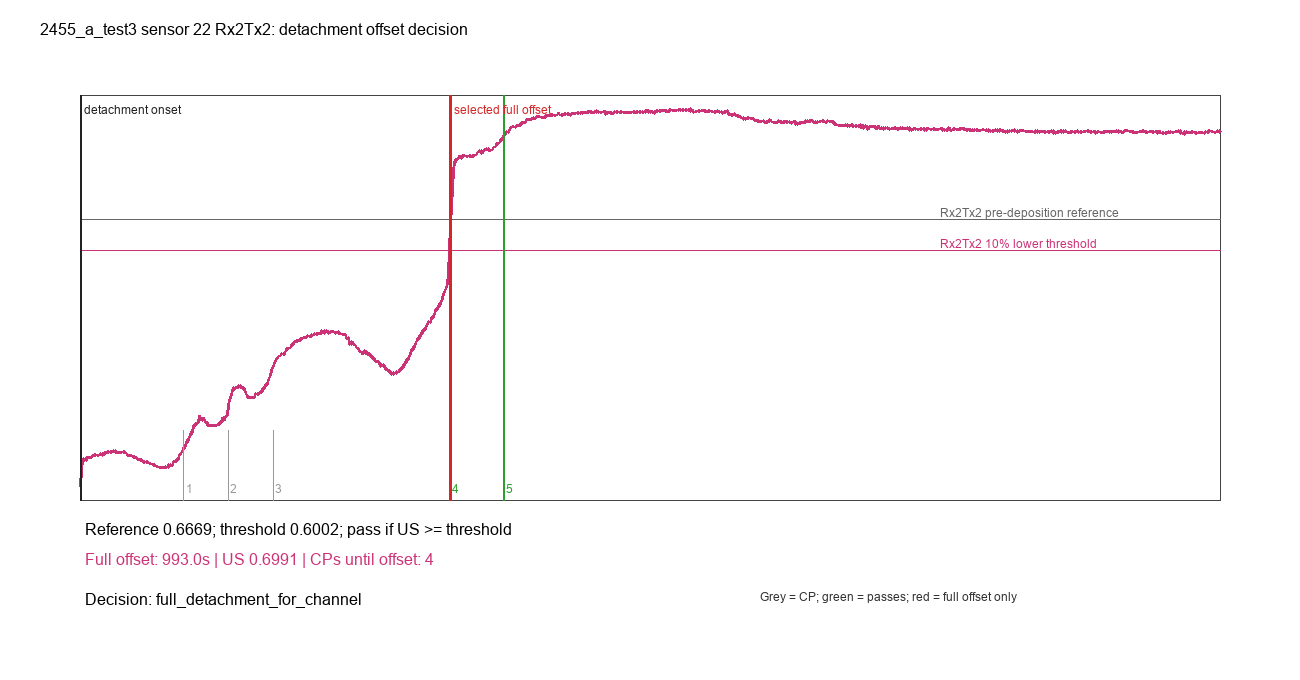 2455_a_test3 sensor 22 Rx2Tx2: detachment offset decision
detachment onset
selected full offset
Rx2Tx2 pre-deposition reference
Rx2Tx2 10% lower threshold
1
2
3
4
5
Reference 0.6669; threshold 0.6002; pass if US >= threshold
Full offset: 993.0s | US 0.6991 | CPs until offset: 4
Decision: full_detachment_for_channel
Grey = CP; green = passes; red = full offset only